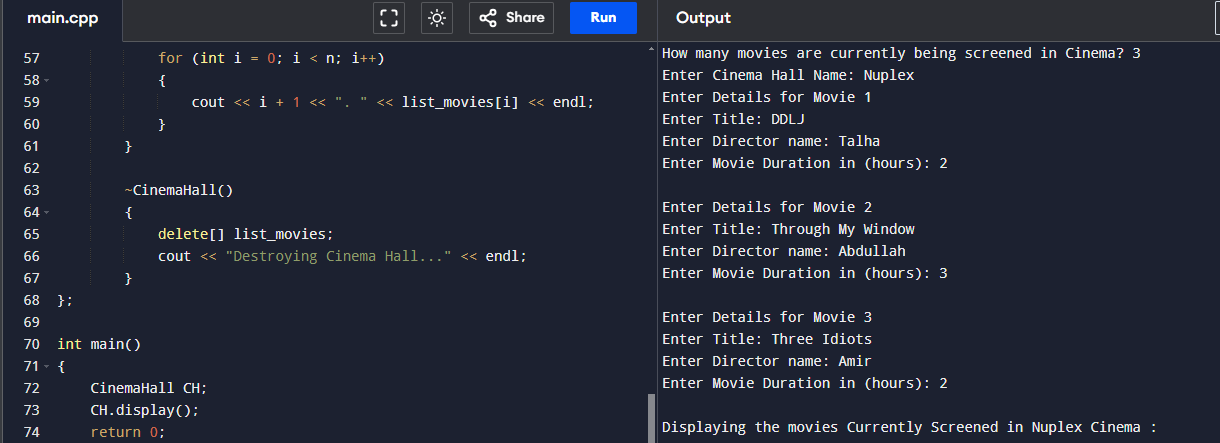 main.cpp
Share
Run
57 for (int i = 0; i < n; i++)
58 {
59 cout << i + 1 << ". " << list_movies[i] << endl;
60 }
61 }
62
63 ~CinemaHall()
64 {
65 delete[] list_movies;
66 cout << "Destroying Cinema Hall..." << endl;
67 }
68 };
69
70 int main()
71 {
72 CinemaHall CH;
73 CH.display();
74 return 0;
Output
How many movies are currently being screened in Cinema? 3
Enter Cinema Hall Name: Nuplex
Enter Details for Movie 1
Enter Title: DDLJ
Enter Director name: Talha
Enter Movie Duration in (hours): 2
Enter Details for Movie 2
Enter Title: Through My Window
Enter Director name: Abdullah
Enter Movie Duration in (hours): 3
Enter Details for Movie 3
Enter Title: Three Idiots
Enter Director name: Amir
Enter Movie Duration in (hours): 2
Displaying the movies Currently Screened in Nuplex Cinema :